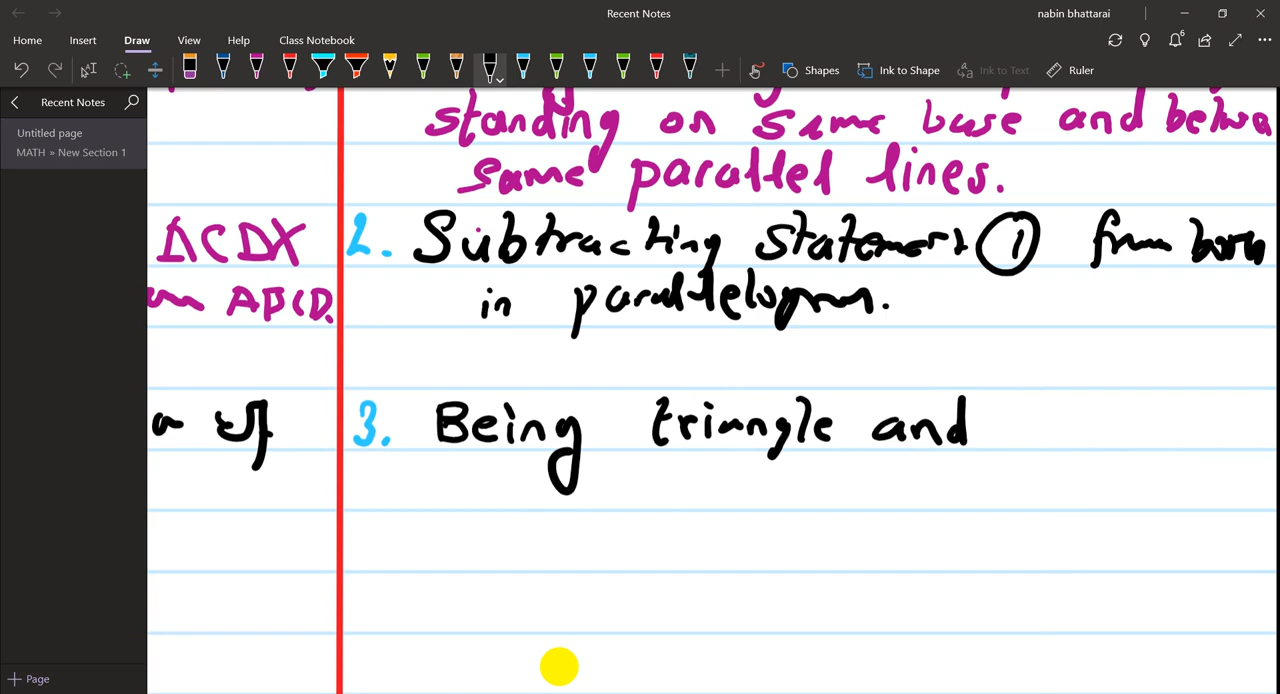 Recent Notes
nabin bhattarai
Home Insert Draw View Help Class Notebook
6
Shapes Ink to Shape Ink to Text Ruler
Recent Notes
Untitled page
MATH » New Section 1
standing on same base and betwe
same parallel lines.
ΔCDX 2. Subtracting statement ① from both
ABCD. in parallelogram.
3. Being triangle and
+ Page